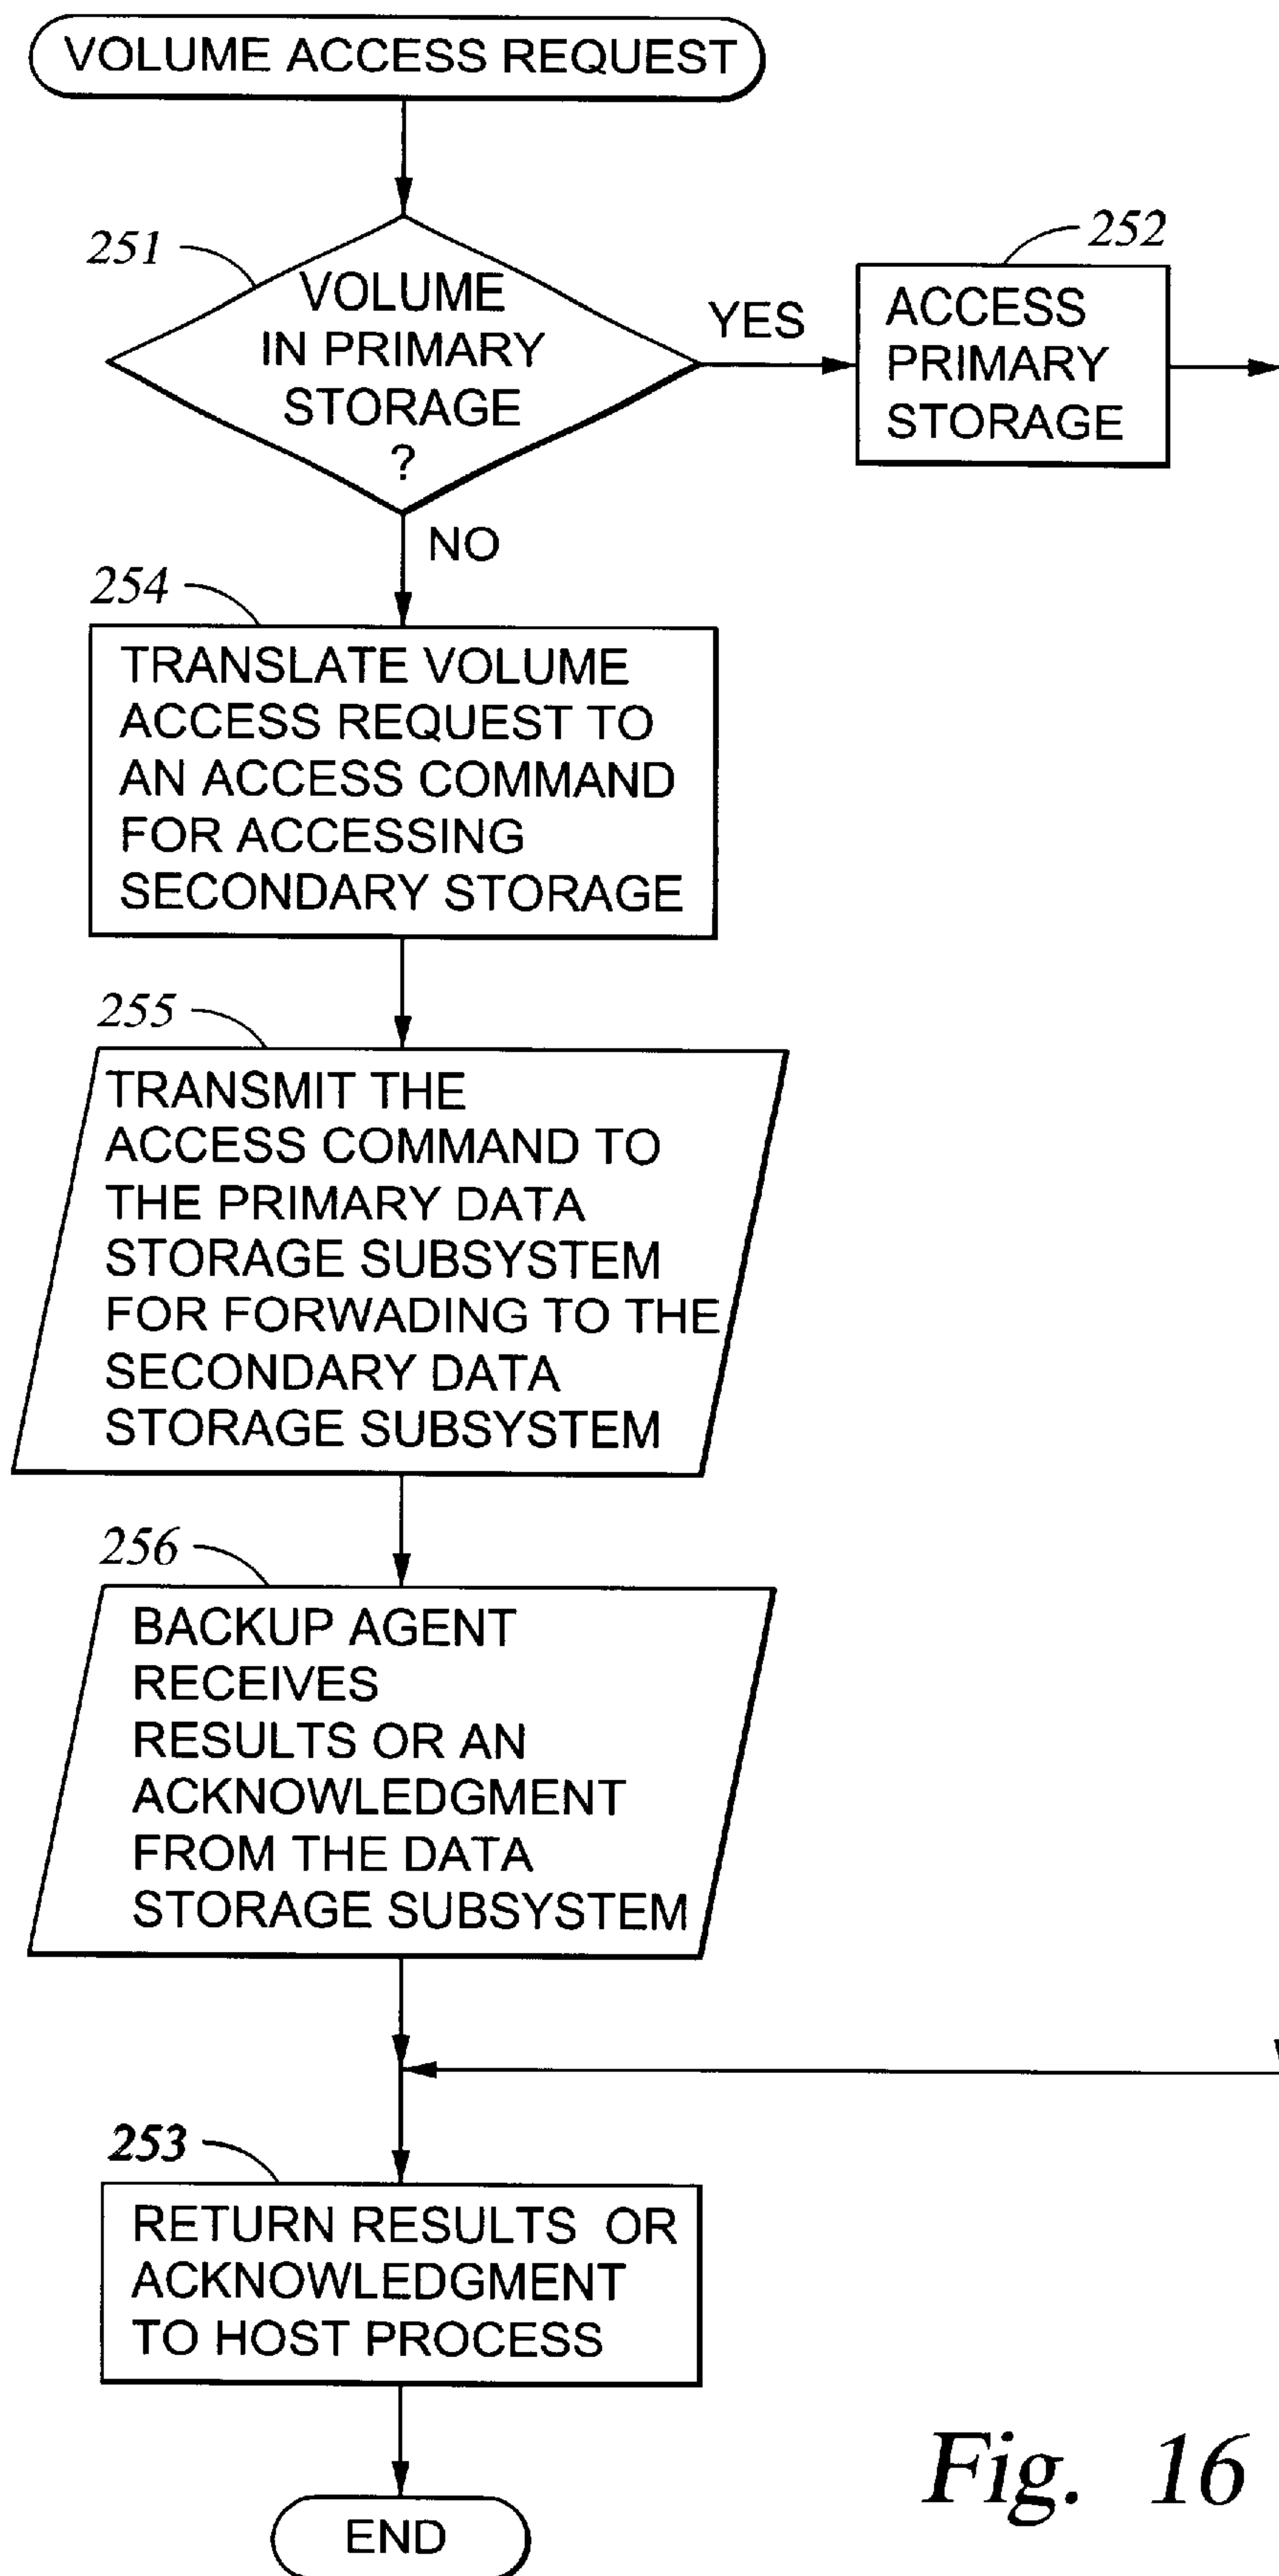 VOLUME ACCESS REQUEST
251
VOLUME
IN PRIMARY
STORAGE
?
YES
252
ACCESS
PRIMARY
STORAGE
NO
254
TRANSLATE VOLUME
ACCESS REQUEST TO
AN ACCESS COMMAND
FOR ACCESSING
SECONDARY STORAGE
255
TRANSMIT THE
ACCESS COMMAND TO
THE PRIMARY DATA
STORAGE SUBSYSTEM
FOR FORWADING TO THE
SECONDARY DATA
STORAGE SUBSYSTEM
256
BACKUP AGENT
RECEIVES
RESULTS OR AN
ACKNOWLEDGMENT
FROM THE DATA
STORAGE SUBSYSTEM
253
RETURN RESULTS OR
ACKNOWLEDGMENT
TO HOST PROCESS
END
Fig. 16